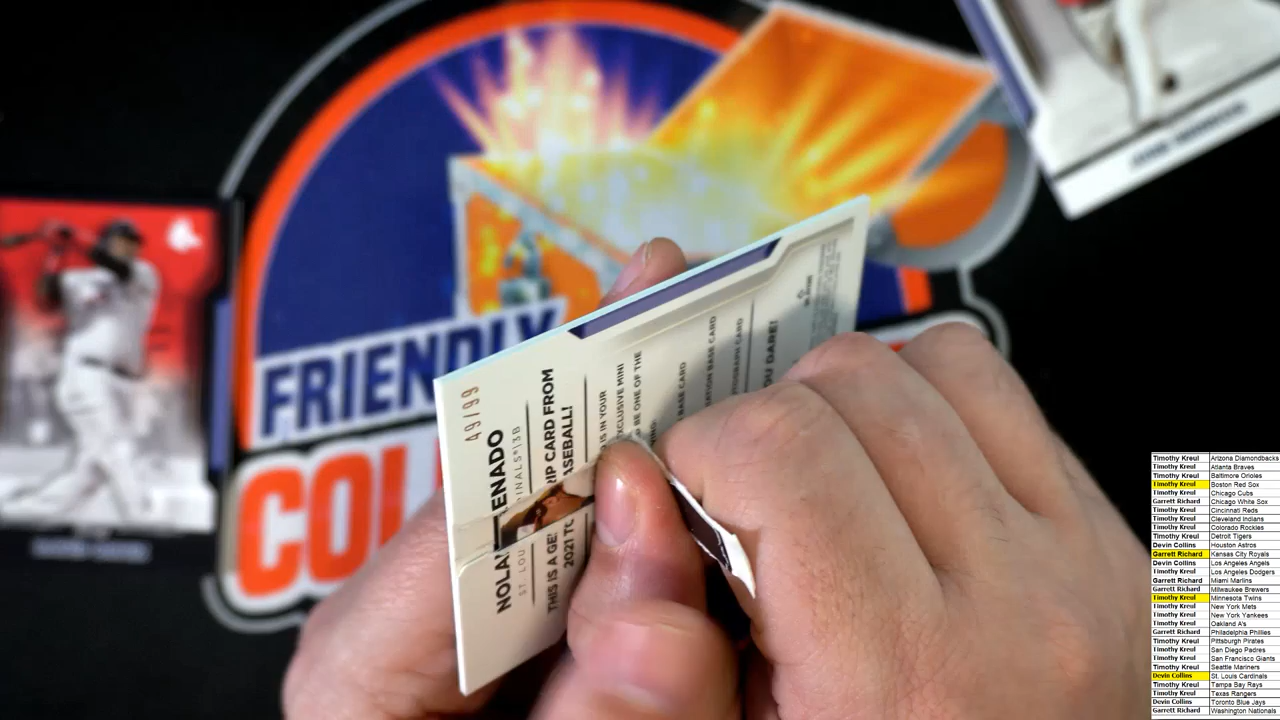 FRIENDLY
COL
49/99
NOLA ENADO
ST. LO NALS | 3B
THIS IS A GE RIP CARD FROM
2021 TO ASEBALL!
IS IN YOUR
EXCLUSIVE MINI
BE ONE OF THE
BASE CARD
BASE CARD
YOU DARE!
Timothy Kreul Arizona Diamondbacks
Timothy Kreul Atlanta Braves
Timothy Kreul Baltimore Orioles
Timothy Kreul Boston Red Sox
Timothy Kreul Chicago Cubs
Garrett Richard Chicago White Sox
Timothy Kreul Cincinnati Reds
Timothy Kreul Cleveland Indians
Timothy Kreul Colorado Rockies
Timothy Kreul Detroit Tigers
Devin Collins Houston Astros
Garrett Richard Kansas City Royals
Devin Collins Los Angeles Angels
Timothy Kreul Los Angeles Dodgers
Garrett Richard Miami Marlins
Garrett Richard Milwaukee Brewers
Timothy Kreul Minnesota Twins
Timothy Kreul New York Mets
Timothy Kreul New York Yankees
Timothy Kreul Oakland A's
Garrett Richard Philadelphia Phillies
Timothy Kreul Pittsburgh Pirates
Timothy Kreul San Diego Padres
Timothy Kreul San Francisco Giants
Timothy Kreul Seattle Mariners
Devin Collins St. Louis Cardinals
Timothy Kreul Tampa Bay Rays
Timothy Kreul Texas Rangers
Devin Collins Toronto Blue Jays
Garrett Richard Washington Nationals